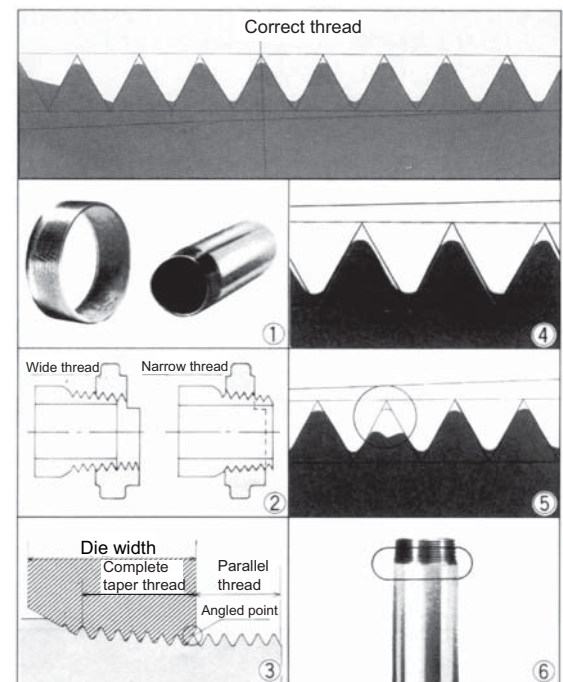 Correct thread
①
④
Wide thread
Narrow thread
②
⑤
Die width
Complete
taper thread
Parallel
thread
Angled point
③
⑥